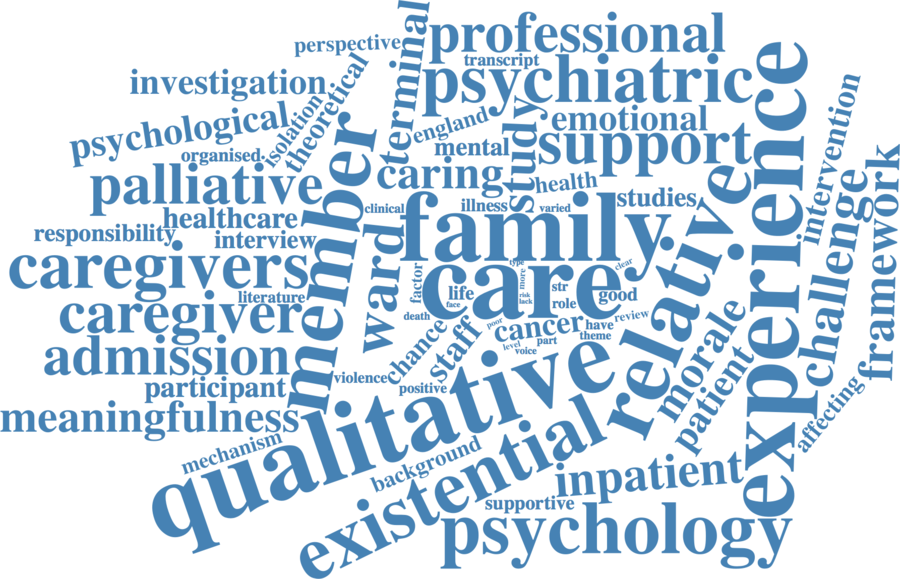 professional
terminal
perspective
transcript
psychiatric
investigation
theoretical
isolation
psychological
england
emotional
study
mental
support
experience
intervention
organised
member
caring
palliative
health
studies
healthcare
clinical
illness
varied
family
relative
challenge
framework
responsibility
interview
ward
caregivers
type
clear
more
factor
care
life
str
good
literature
risk
face
lack
role
caregiver
death
poor
cancer
have
review
chance
staff
theme
part
level
voice
morale
admission
violence
positive
patient
participant
affecting
meaningfulness
qualitative
mechanism
background
existential
inpatient
supportive
psychology